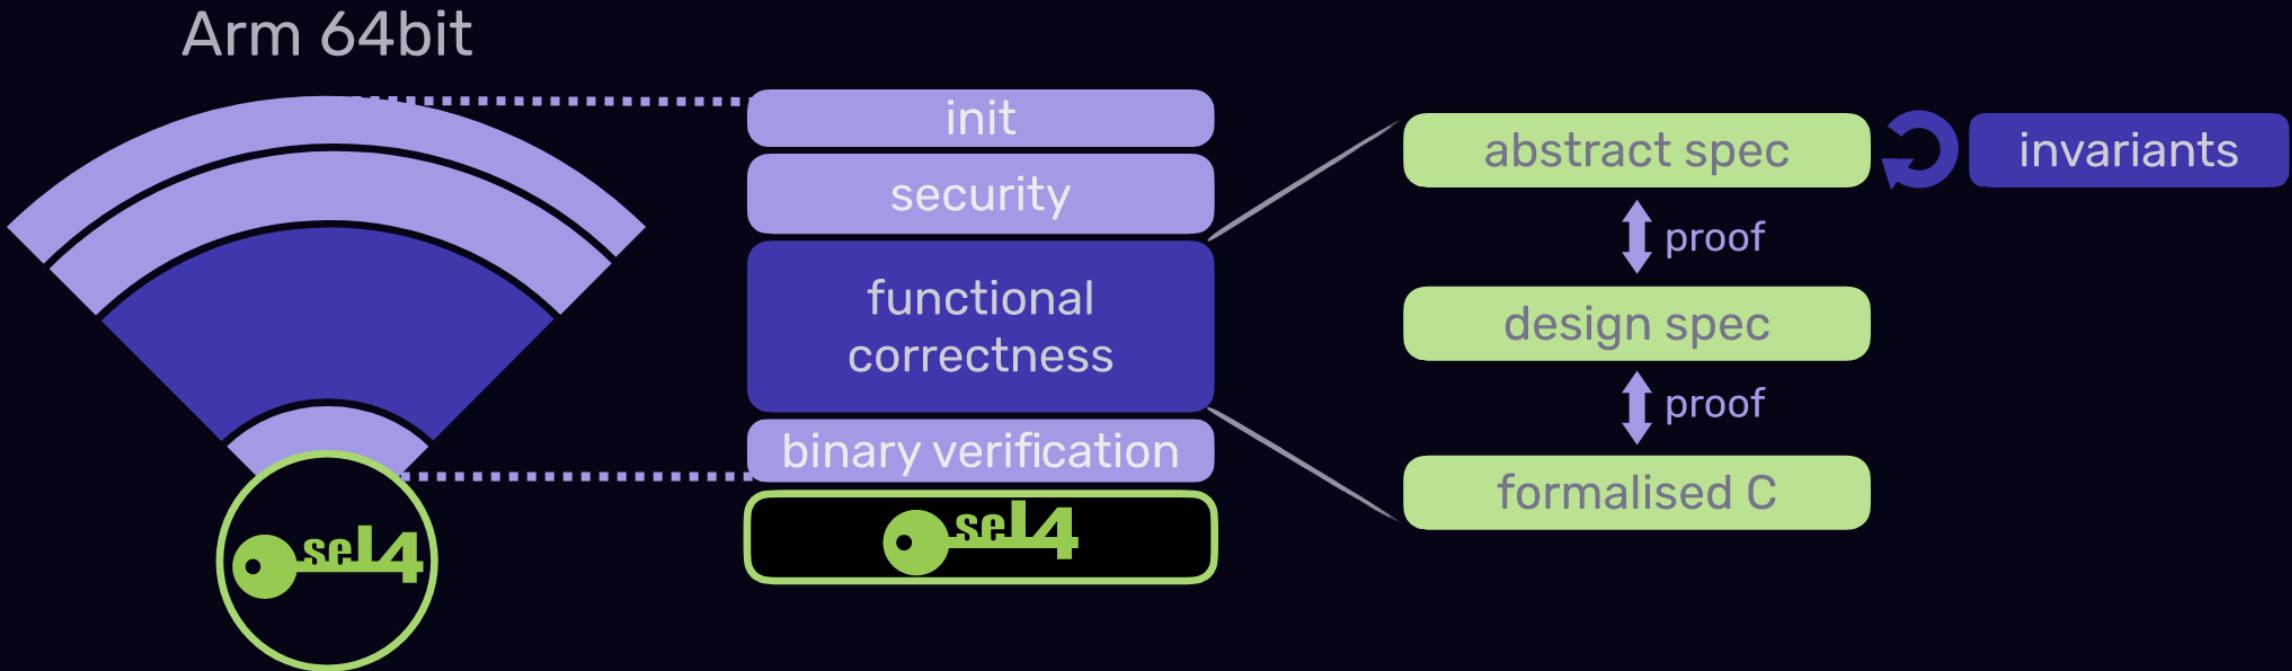 Arm 64bit
init
security
functional
correctness
binary verification
seL4
seL4
abstract spec
invariants
proof
design spec
proof
formalised C